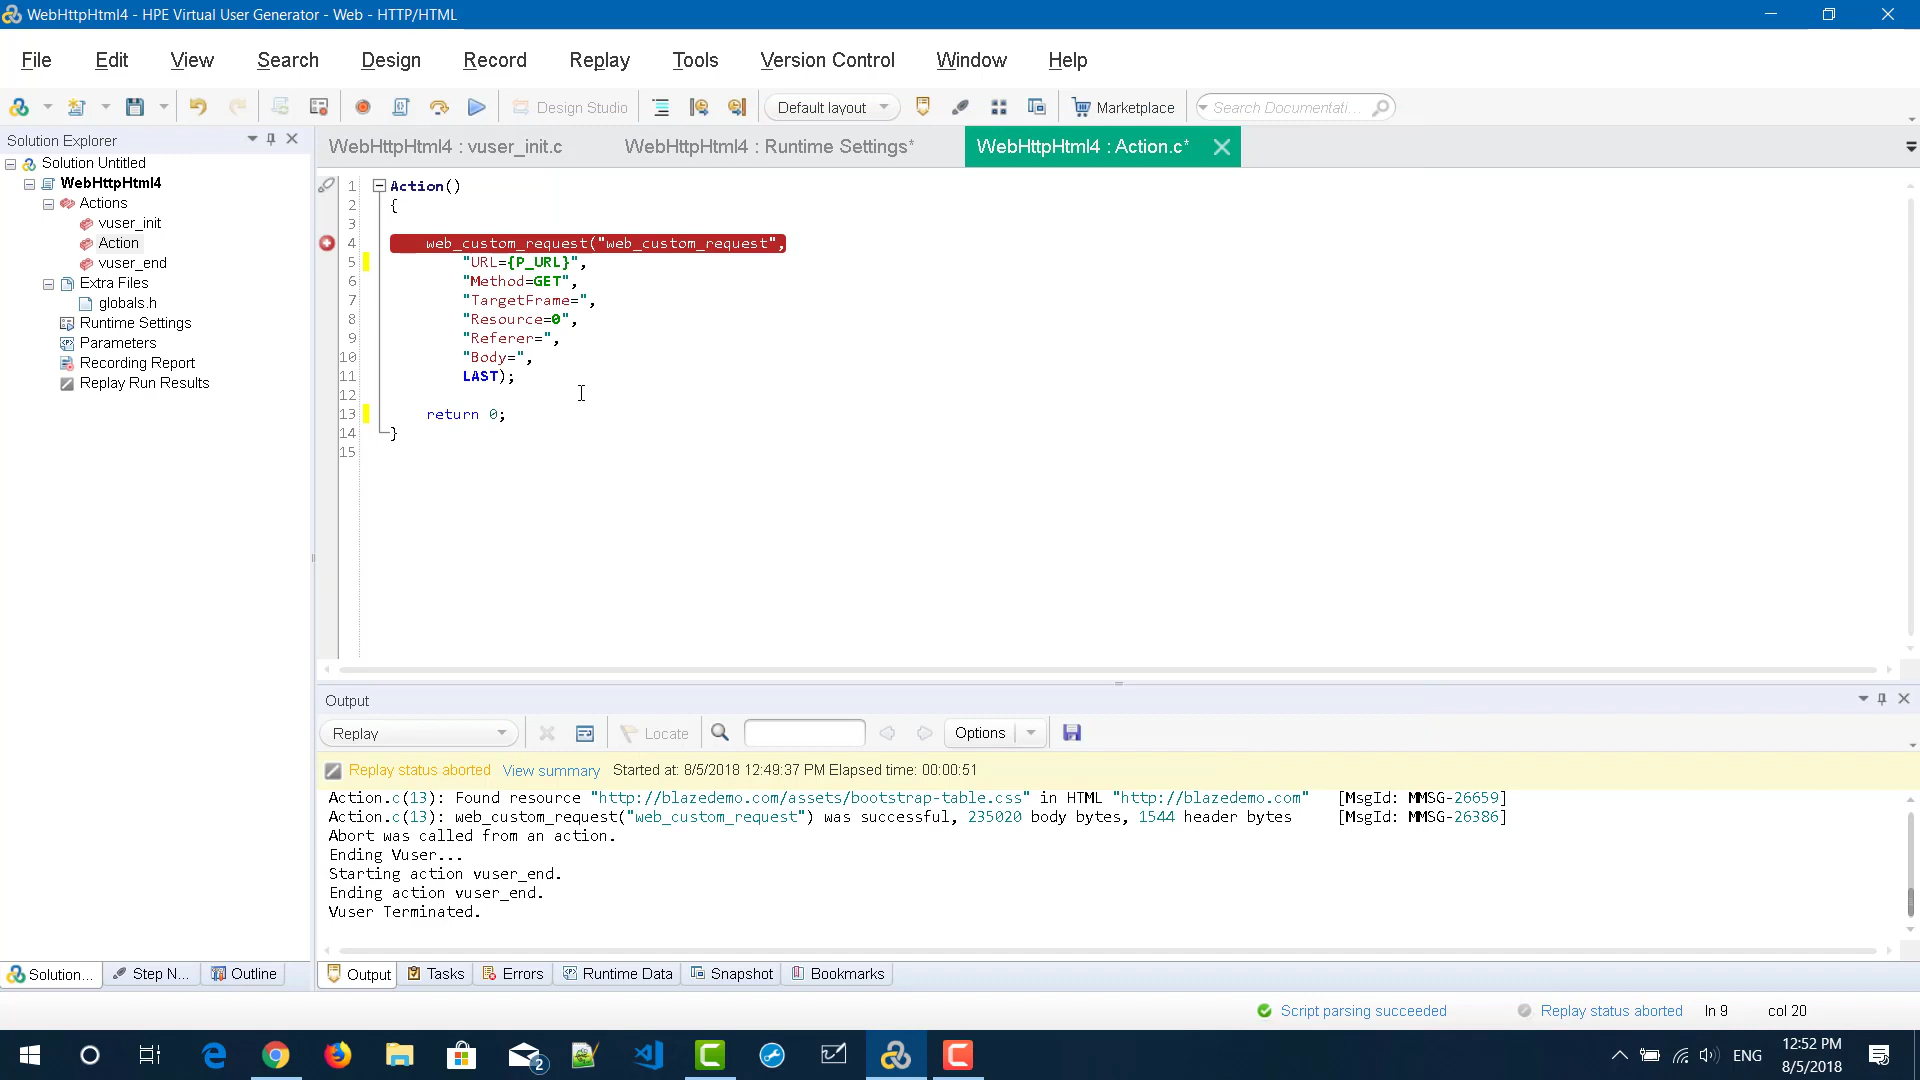 WebHttpHtml4 - HPE Virtual User Generator - Web - HTTP/HTML
File Edit View Search Design Record Replay Tools Version Control Window Help
Design Studio Default layout Marketplace Search Documentati...
Solution Explorer
WebHttpHtml4 : vuser_init.c WebHttpHtml4 : Runtime Settings* WebHttpHtml4 : Action.c*
Solution Untitled
WebHttpHtml4
Actions
vuser_init
Action
vuser_end
Extra Files
globals.h
Runtime Settings
Parameters
Recording Report
Replay Run Results
1 Action()
2 {
3
4 web_custom_request("web_custom_request",
5 "URL={P_URL}",
6 "Method=GET",
7 "TargetFrame=",
8 "Resource=0",
9 "Referer=",
10 "Body=",
11 LAST);
12
13 return 0;
14 }
15
Output
Replay Locate Options
Replay status aborted View summary Started at: 8/5/2018 12:49:37 PM Elapsed time: 00:00:51
Action.c(13): Found resource "http://blazedemo.com/assets/bootstrap-table.css" in HTML "http://blazedemo.com" [MsgId: MMSG-26659]
Action.c(13): web_custom_request("web_custom_request") was successful, 235020 body bytes, 1544 header bytes [MsgId: MMSG-26386]
Abort was called from an action.
Ending Vuser...
Starting action vuser_end.
Ending action vuser_end.
Vuser Terminated.
Solution... Step N... Outline Output Tasks Errors Runtime Data Snapshot Bookmarks
Script parsing succeeded Replay status aborted ln 9 col 20
2 ENG 12:52 PM
8/5/2018